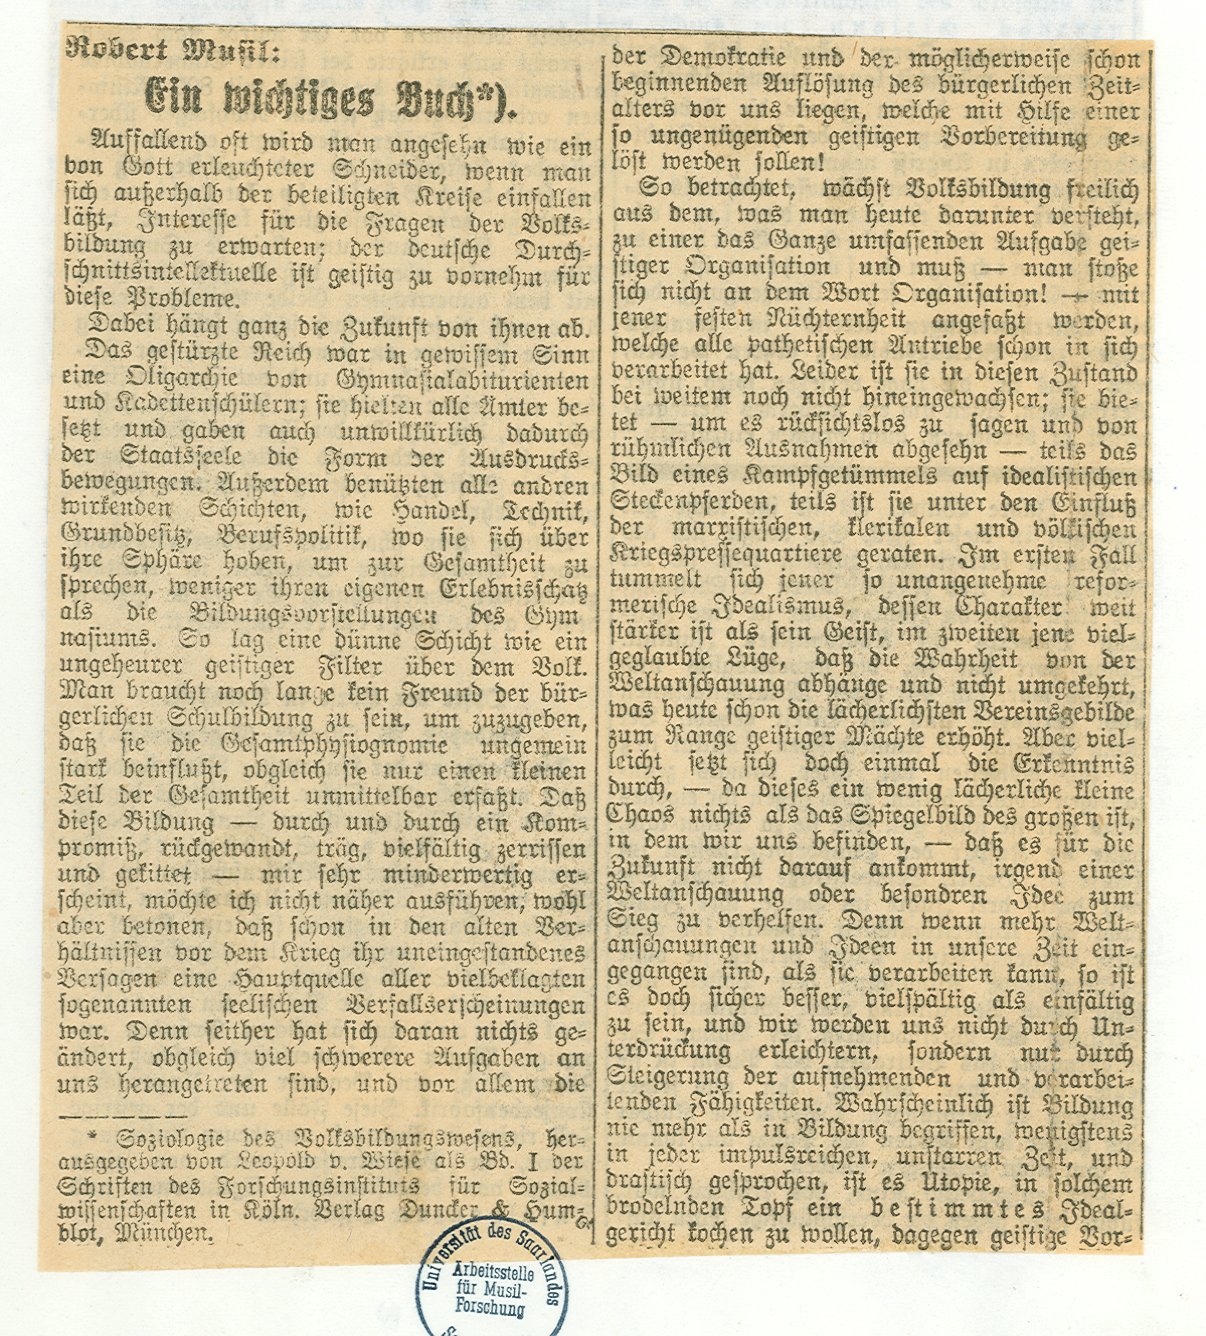 Robert Musil:
Ein wichtiges Buch*).
Auffallend oft wird man angesehn wie ein
von Gott erleuchteter Schneider, wenn man
sich außerhalb der beteiligten Kreise einfallen
läßt, Interesse für die Fragen der Volks-
bildung zu erwarten; der deutsche Durch-
schnittsintellektuelle ist geistig zu vornehm für
diese Probleme.
Dabei hängt ganz die Zukunft von ihnen ab.
Das gestürzte Reich war in gewissem Sinn
eine Oligarchie von Gymnasialabiturienten
und Kadettenschülern; sie hielten alle Ämter be-
setzt und gaben auch unwillkürlich dadurch
der Staatsseele die Form der Ausdrucks-
bewegungen. Außerdem benützten alle andren
wirkenden Schichten, wie Handel, Technik,
Grundbesitz, Berufspolitik, wo sie sich über
ihre Sphäre hoben, um zur Gesamtheit zu
sprechen, weniger ihren eigenen Erlebnisschatz
als die Bildungsvorstellungen des Gym
nasiums. So lag eine dünne Schicht wie ein
ungeheurer geistiger Filter über dem Volk.
Man braucht noch lange kein Freund der bür-
gerlichen Schulbildung zu sein, um zuzugeben,
daß sie die Gesamtphysiognomie ungemein
stark beinflußt, obgleich sie nur einen kleinen
Teil der Gesamtheit unmittelbar erfaßt. Daß
diese Bildung — durch und durch ein Kom-
promiß, rückgewandt, träg, vielfältig zerrissen
und gekittet — mir sehr minderwertig er-
scheint, möchte ich nicht näher ausführen, wohl
aber betonen, daß schon in den alten Ver-
hältnissen vor dem Krieg ihr uneingestandenes
Versagen eine Hauptquelle aller vielbeklagten
sogenannten seelischen Verfallserscheinungen
war. Denn seither hat sich daran nichts ge-
ändert, obgleich viel schwerere Aufgaben an
uns herangetreten sind, und vor allem die
* Soziologie des Volksbildungswesens, her-
ausgegeben von Leopold v. Wiese als Bd. I der
Schriften des Forschungsinstituts für Sozial-
wissenschaften in Köln. Verlag Duncker & Hum-
blot, München.
der Demokratie und der möglicherweise schon
beginnenden Auflösung des bürgerlichen Zeit-
alters vor uns liegen, welche mit Hilfe einer
so ungenügenden geistigen Vorbereitung ge-
löst werden sollen!
So betrachtet, wächst Volksbildung freilich
aus dem, was man heute darunter versteht,
zu einer das Ganze umfassenden Aufgabe gei-
stiger Organisation und muß — man stoße
sich nicht an dem Wort Organisation! — mit
jener festen Nüchternheit angefaßt werden,
welche alle pathetischen Antriebe schon in sich
verarbeitet hat. Leider ist sie in diesen Zustand
bei weitem noch nicht hineingewachsen; sie bie-
tet — um es rücksichtslos zu sagen und von
rühmlichen Ausnahmen abgesehn — teils das
Bild eines Kampfgetümmels auf idealistischen
Steckenpferden, teils ist sie unter den Einfluß
der marxistischen, klerikalen und völkischen
Kriegspressequartiere geraten. Im ersten Fall
tummelt sich jener so unangenehme refor-
merische Idealismus, dessen Charakter weit
stärker ist als sein Geist, im zweiten jene viel-
geglaubte Lüge, daß die Wahrheit von der
Weltanschauung abhänge und nicht umgekehrt,
was heute schon die lächerlichsten Vereinsgebilde
zum Range geistiger Mächte erhöht. Aber viel-
leicht setzt sich doch einmal die Erkenntnis
durch, — da dieses ein wenig lächerliche kleine
Chaos nichts als das Spiegelbild des großen ist,
in dem wir uns befinden, — daß es für die
Zukunft nicht darauf ankommt, irgend einer
Weltanschauung oder besondren Idee zum
Sieg zu verhelfen. Denn wenn mehr Welt-
anschauungen und Ideen in unsere Zeit ein-
gegangen sind, als sie verarbeiten kann, so ist
es doch sicher besser, vielspältig als einfältig
zu sein, und wir werden uns nicht durch Un-
terdrückung erleichtern, sondern nur durch
Steigerung der aufnehmenden und verarbei-
tenden Fähigkeiten. Wahrscheinlich ist Bildung
nie mehr als in Bildung begriffen, wenigstens
in jeder impulsreichen, unstarren Zeit, und
drastisch gesprochen, ist es Utopie, in solchem
brodelnden Topf ein bestimmtes Ideal-
gericht kochen zu wollen, dagegen geistige Vor-
Universität des Saarlandes
Arbeitsstelle
für Musil-
Forschung